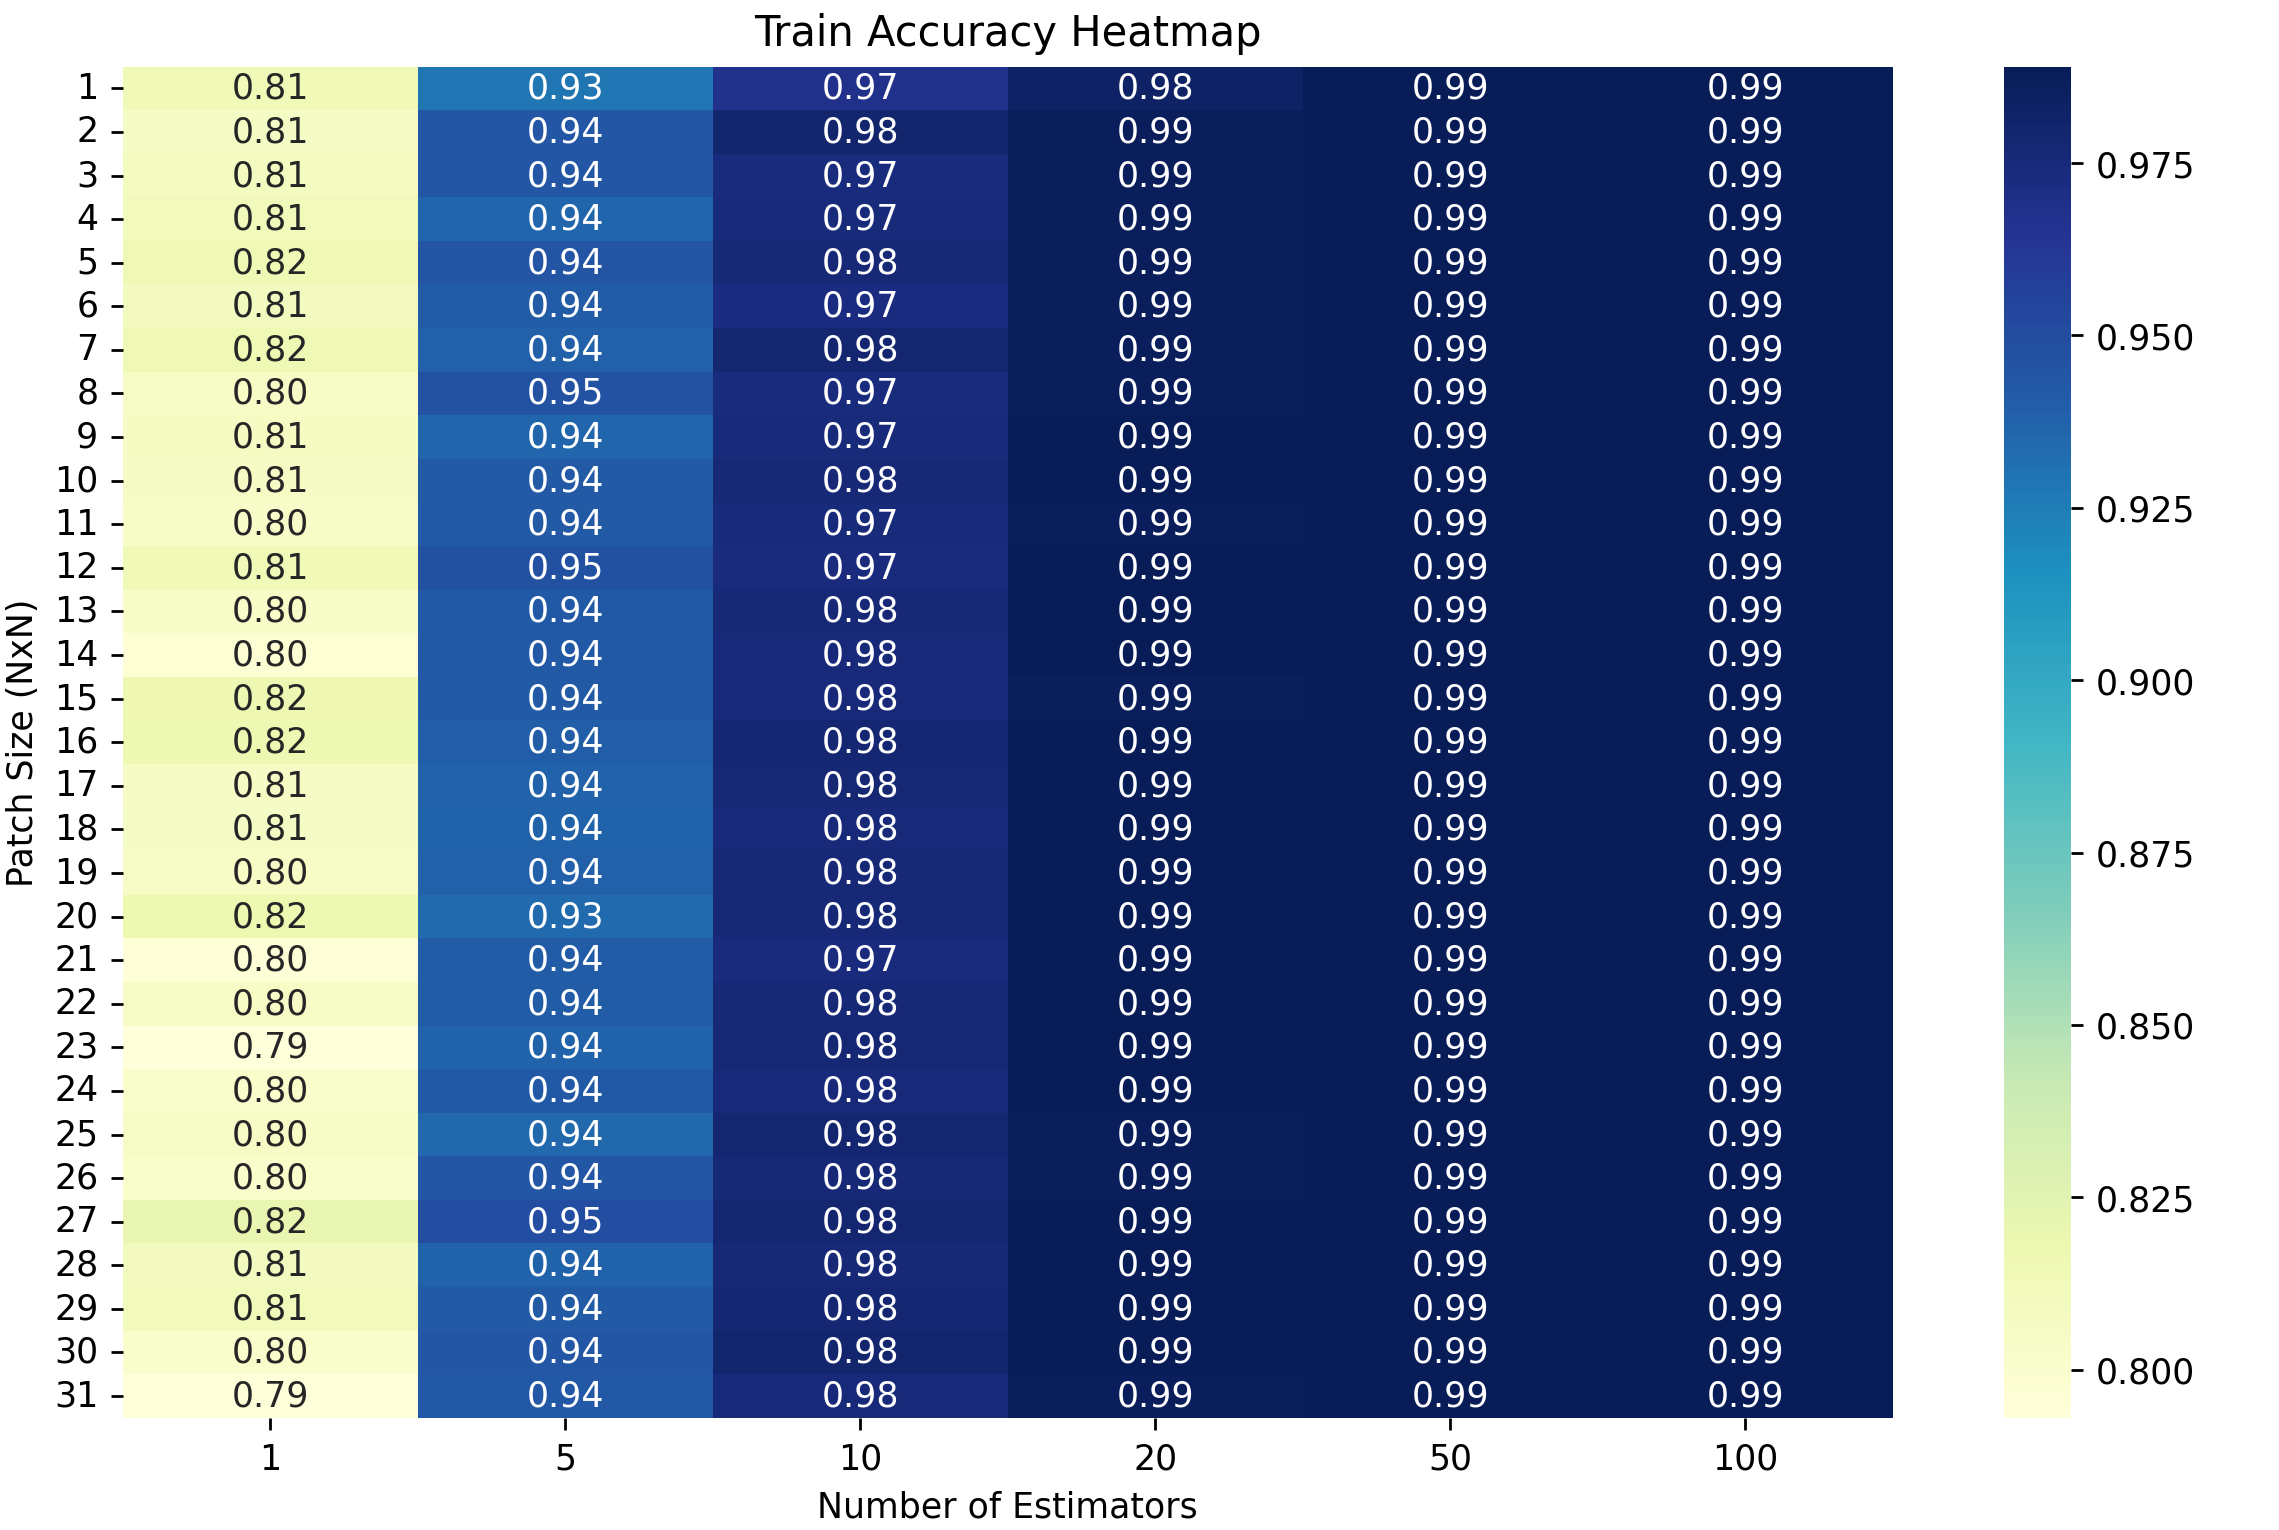 Train Accuracy Heatmap
1 0.81 0.93 0.97 0.98 0.99 0.99
2 0.81 0.94 0.98 0.99 0.99 0.99
3 0.81 0.94 0.97 0.99 0.99 0.99
4 0.81 0.94 0.97 0.99 0.99 0.99
5 0.82 0.94 0.98 0.99 0.99 0.99
6 0.81 0.94 0.97 0.99 0.99 0.99
7 0.82 0.94 0.98 0.99 0.99 0.99
8 0.80 0.95 0.97 0.99 0.99 0.99
9 0.81 0.94 0.97 0.99 0.99 0.99
10 0.81 0.94 0.98 0.99 0.99 0.99
11 0.80 0.94 0.97 0.99 0.99 0.99
12 0.81 0.95 0.97 0.99 0.99 0.99
13 0.80 0.94 0.98 0.99 0.99 0.99
14 0.80 0.94 0.98 0.99 0.99 0.99
15 0.82 0.94 0.98 0.99 0.99 0.99
16 0.82 0.94 0.98 0.99 0.99 0.99
17 0.81 0.94 0.98 0.99 0.99 0.99
18 0.81 0.94 0.98 0.99 0.99 0.99
19 0.80 0.94 0.98 0.99 0.99 0.99
20 0.82 0.93 0.98 0.99 0.99 0.99
21 0.80 0.94 0.97 0.99 0.99 0.99
22 0.80 0.94 0.98 0.99 0.99 0.99
23 0.79 0.94 0.98 0.99 0.99 0.99
24 0.80 0.94 0.98 0.99 0.99 0.99
25 0.80 0.94 0.98 0.99 0.99 0.99
26 0.80 0.94 0.98 0.99 0.99 0.99
27 0.82 0.95 0.98 0.99 0.99 0.99
28 0.81 0.94 0.98 0.99 0.99 0.99
29 0.81 0.94 0.98 0.99 0.99 0.99
30 0.80 0.94 0.98 0.99 0.99 0.99
31 0.79 0.94 0.98 0.99 0.99 0.99
1 5 10 20 50 100
Number of Estimators
Patch Size (NxN)
0.975
0.950
0.925
0.900
0.875
0.850
0.825
0.800